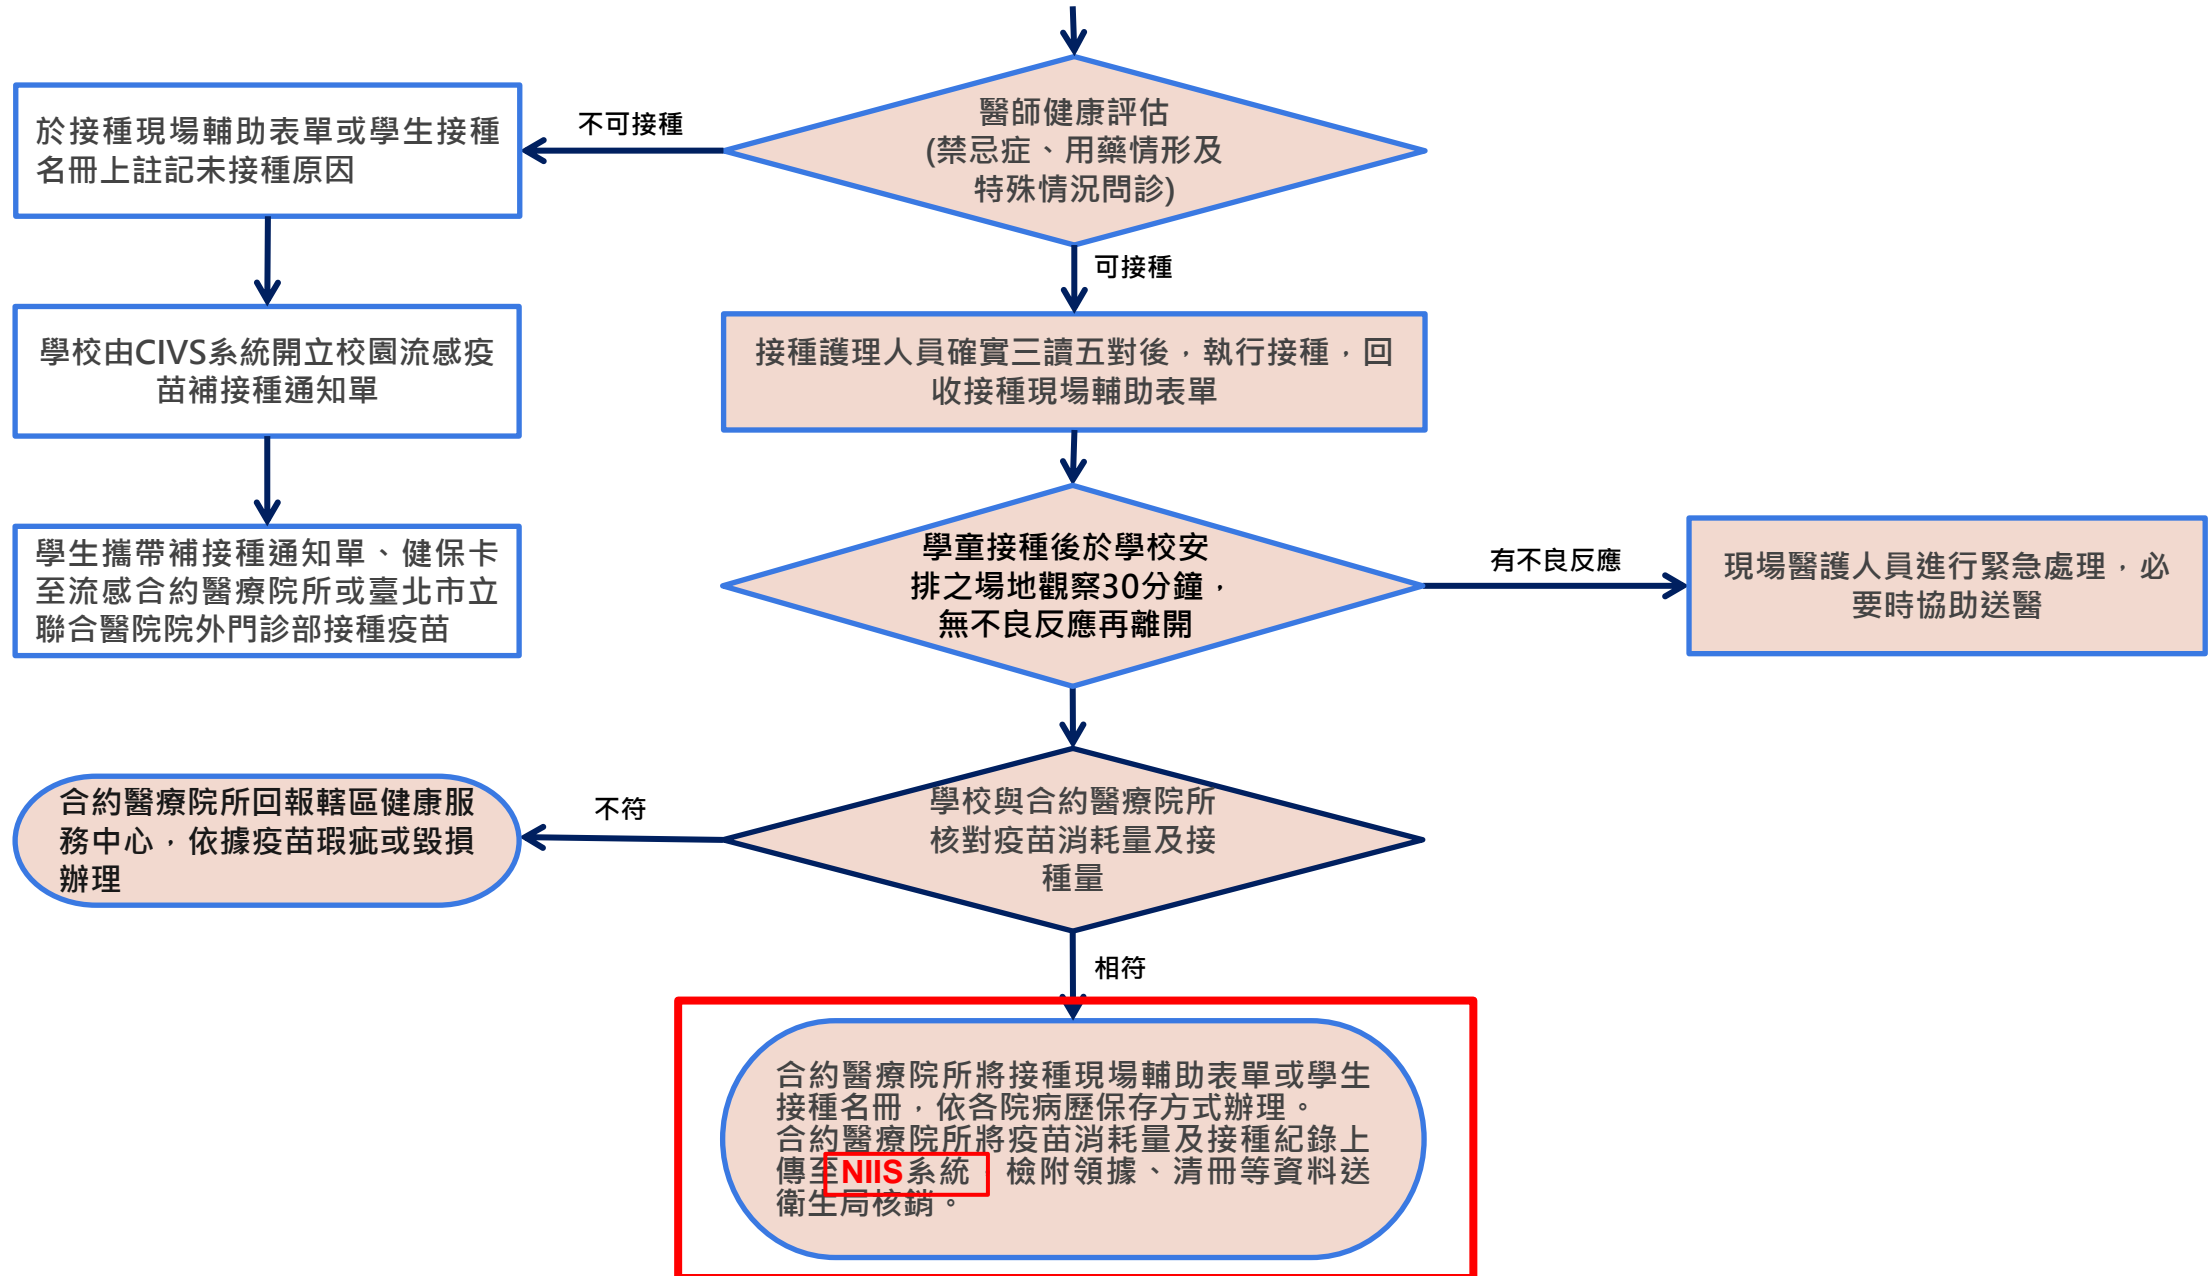 醫師健康評估
(禁忌症、用藥情形及
特殊情況問診)
不可接種
於接種現場輔助表單或學生接種
名冊上註記未接種原因
可接種
學校由CIVS系統開立校園流感疫
苗補接種通知單
接種護理人員確實三讀五對後，執行接種，回
收接種現場輔助表單
學生攜帶補接種通知單、健保卡
至流感合約醫療院所或臺北市立
聯合醫院院外門診部接種疫苗
學童接種後於學校安
排之場地觀察30分鐘，
無不良反應再離開
有不良反應
現場醫護人員進行緊急處理，必
要時協助送醫
學校與合約醫療院所
核對疫苗消耗量及接
種量
不符
合約醫療院所回報轄區健康服
務中心，依據疫苗瑕疵或毀損
辦理
相符
合約醫療院所將接種現場輔助表單或學生
接種名冊，依各院病歷保存方式辦理。
合約醫療院所將疫苗消耗量及接種紀錄上
傳至NIIS系統，檢附領據、清冊等資料送
衛生局核銷。